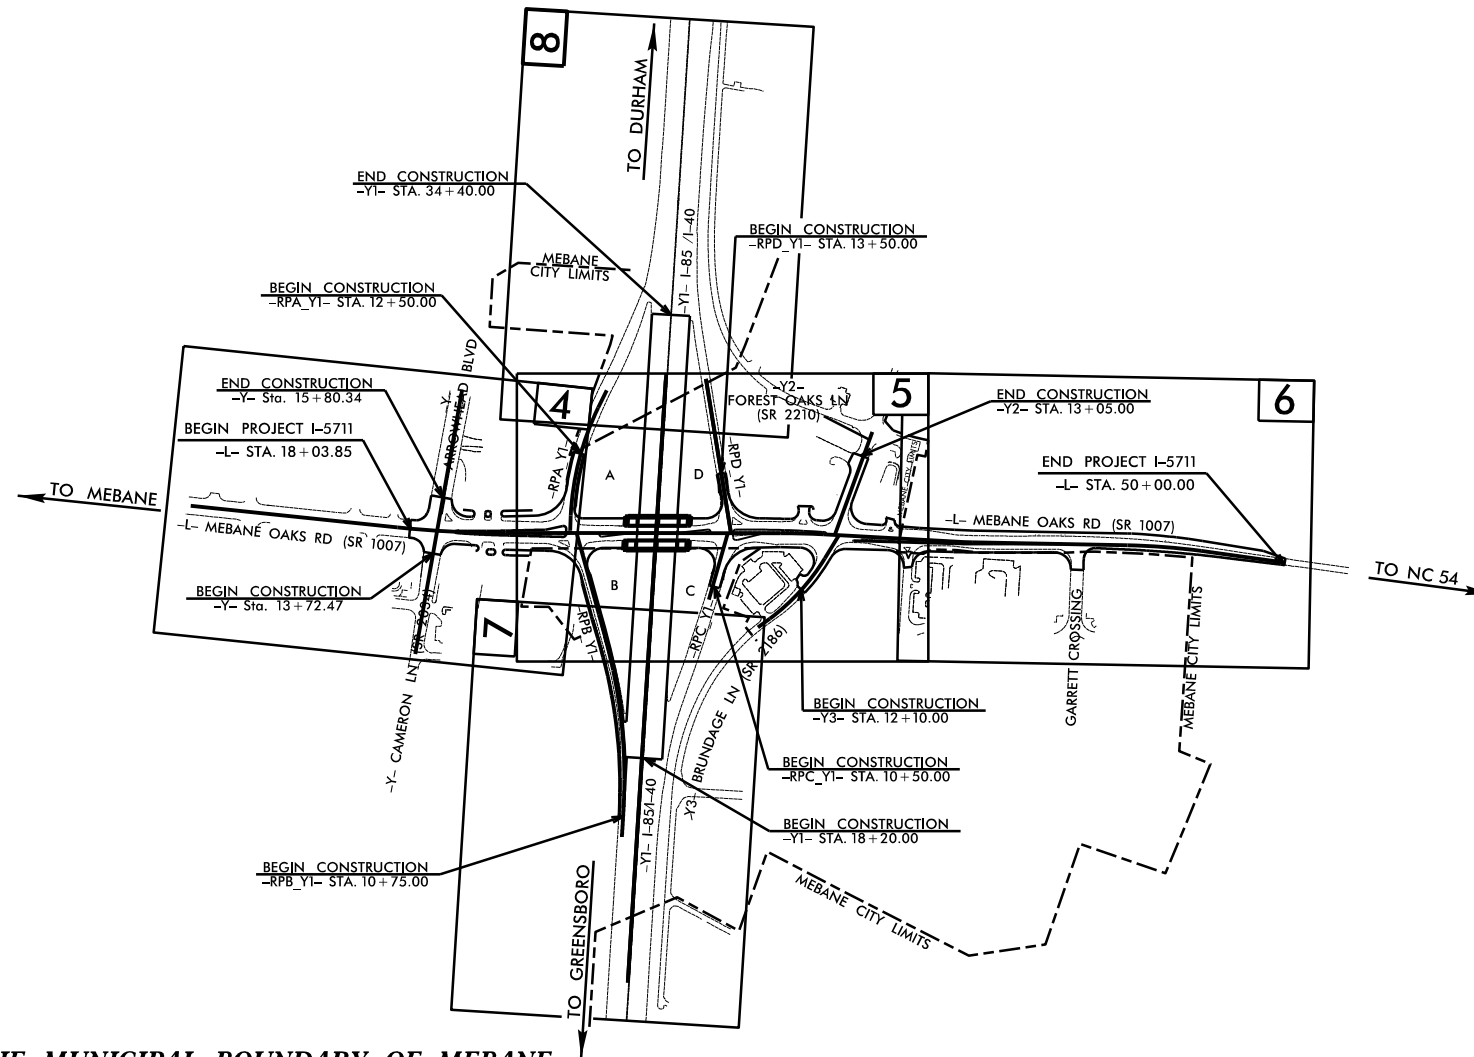 8
TO DURHAM
END CONSTRUCTION
-Y1- STA. 34+40.00
-Y1- I-85 /I-40
BEGIN CONSTRUCTION
-RPD_Y1- STA. 13+50.00
MEBANE
CITY LIMITS
BEGIN CONSTRUCTION
-RPA_Y1- STA. 12+50.00
-Y- ARROWHEAD BLVD
END CONSTRUCTION
-Y- Sta. 15+80.34
BEGIN PROJECT I-5711
-L- STA. 18+03.85
4
-Y2-
FOREST OAKS LN
(SR 2210)
5
END CONSTRUCTION
-Y2- STA. 13+05.00
6
END PROJECT I-5711
-L- STA. 50+00.00
-RPA_Y1-
A
D
-RPD_Y1-
MEBANE CITY LIMITS
TO MEBANE
-L- MEBANE OAKS RD (SR 1007)
-L- MEBANE OAKS RD (SR 1007)
TO NC 54
BEGIN CONSTRUCTION
-Y- Sta. 13+72.47
B
C
-RPB_Y1-
-RPC_Y1-
7
-Y- CAMERON LN
-Y3- BRUNDAGE LN (SR 2186)
GARRETT CROSSING
MEBANE CITY LIMITS
BEGIN CONSTRUCTION
-Y3- STA. 12+10.00
BEGIN CONSTRUCTION
-RPC_Y1- STA. 10+50.00
BEGIN CONSTRUCTION
-Y1- STA. 18+20.00
-Y1- I-85/I-40
BEGIN CONSTRUCTION
-RPB_Y1- STA. 10+75.00
MEBANE CITY LIMITS
TO GREENSBORO
MUNICIPAL BOUNDARY OF MEBANE